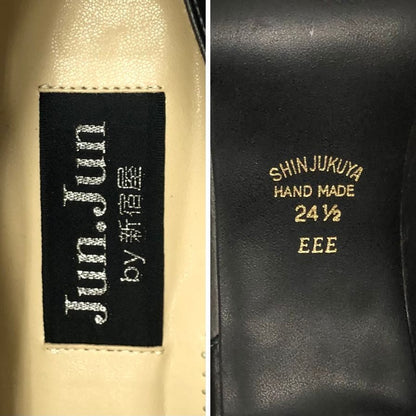 Jun.Jun
by 新宿屋
SHINJUKUYA
HAND MADE
24 ½
EEE